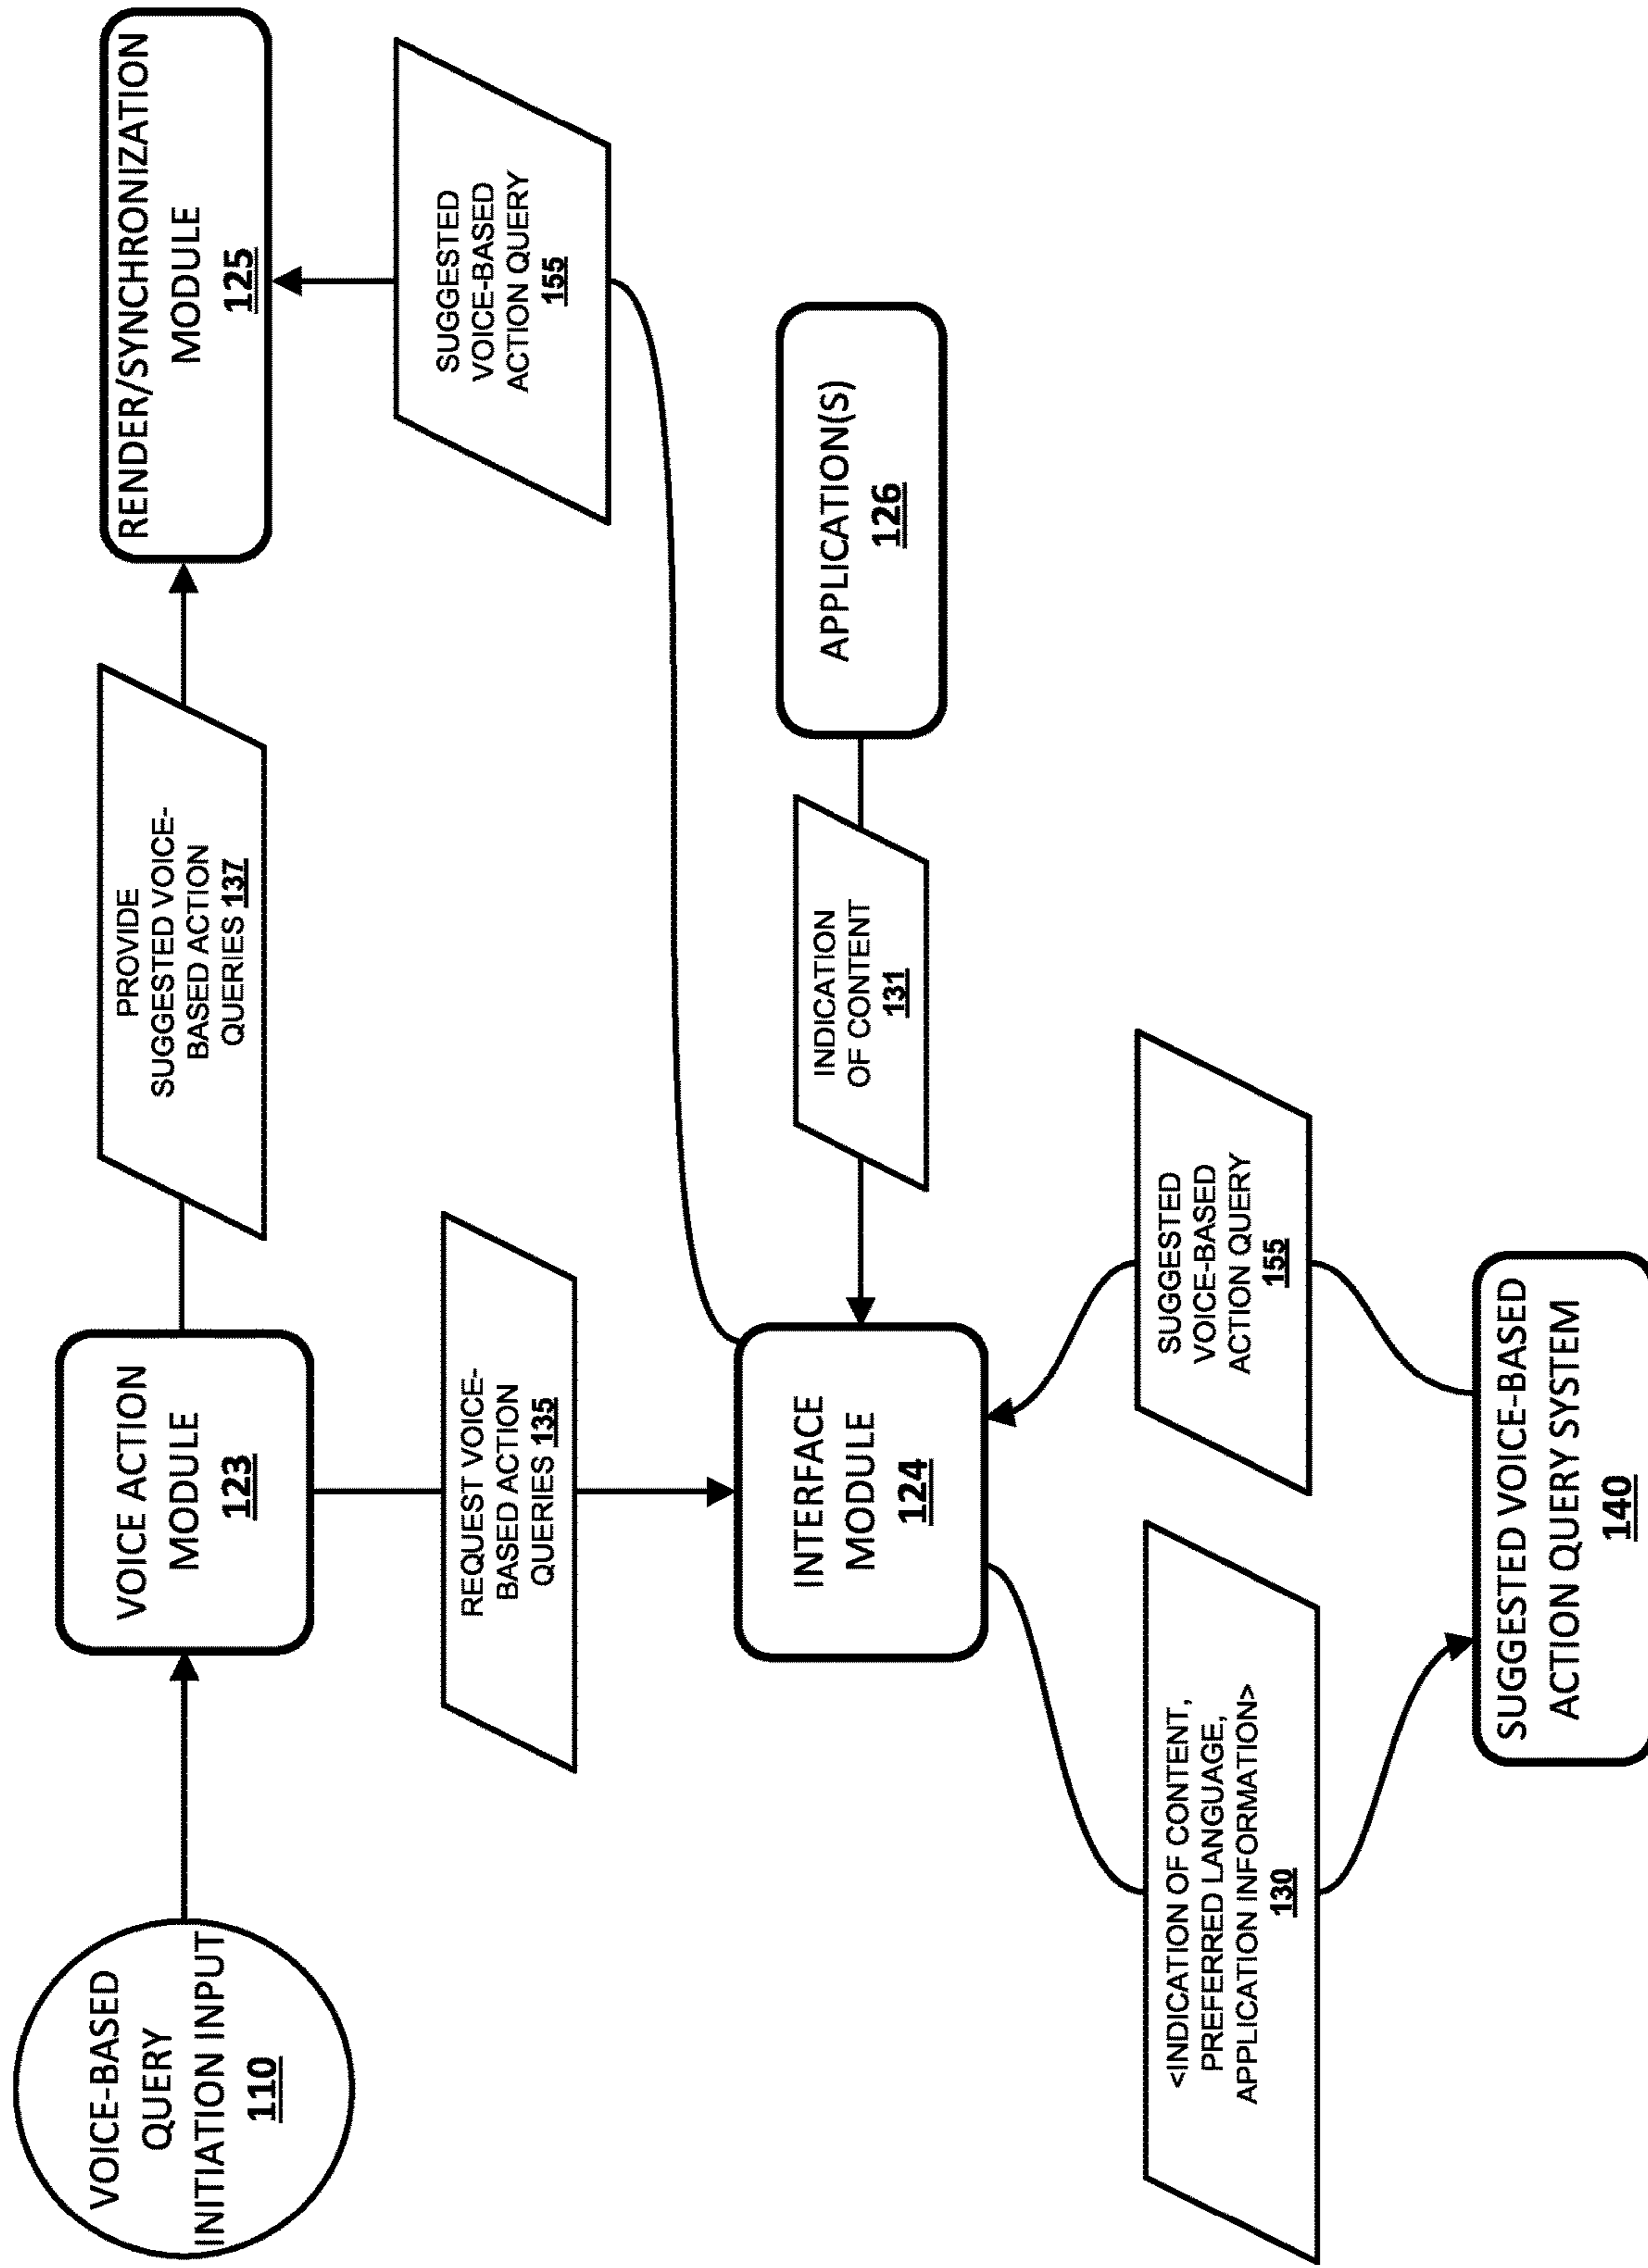 VOICE-BASED
QUERY
INITIATION INPUT
110
VOICE ACTION
MODULE
123
PROVIDE
SUGGESTED VOICE-
BASED ACTION
QUERIES 137
RENDER/SYNCHRONIZATION
MODULE
125
REQUEST VOICE-
BASED ACTION
QUERIES 135
SUGGESTED
VOICE-BASED
ACTION QUERY
155
INTERFACE
MODULE
124
INDICATION
OF CONTENT
131
APPLICATION(S)
126
<INDICATION OF CONTENT,
PREFERRED LANGUAGE,
APPLICATION INFORMATION>
130
SUGGESTED
VOICE-BASED
ACTION QUERY
155
SUGGESTED VOICE-BASED
ACTION QUERY SYSTEM
140